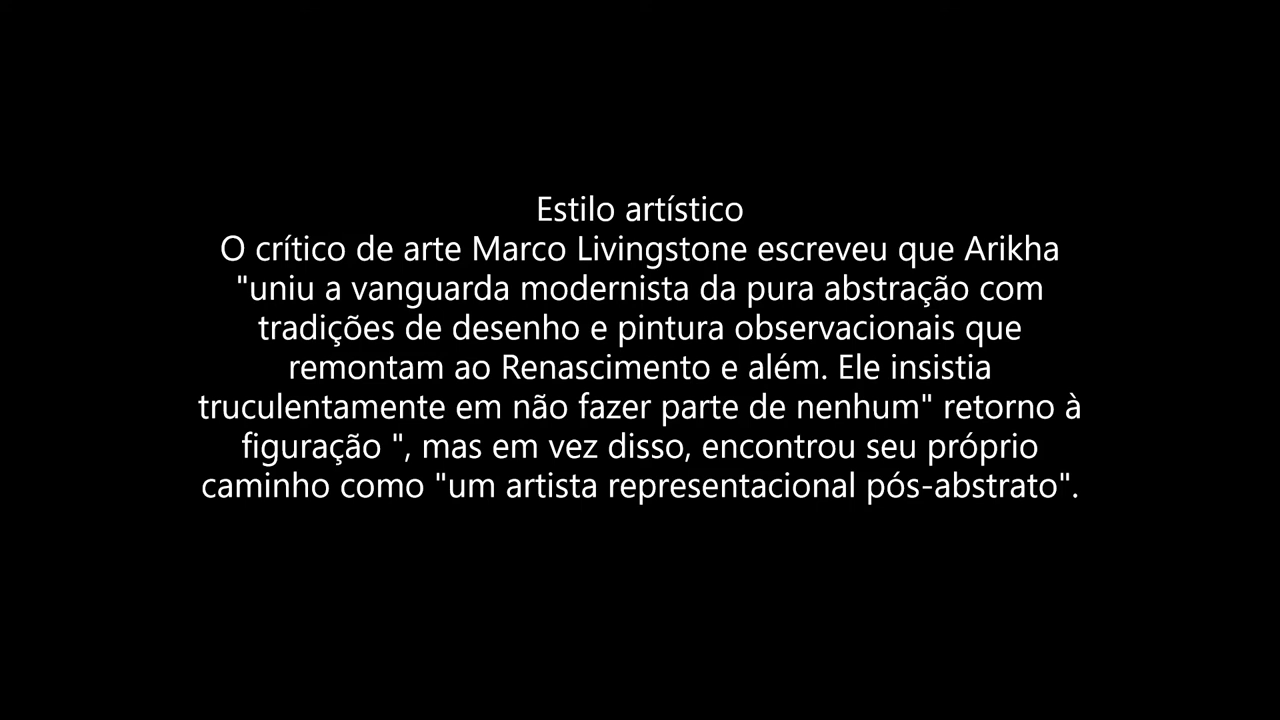 Estilo artístico
O crítico de arte Marco Livingstone escreveu que Arikha
"uniu a vanguarda modernista da pura abstração com
tradições de desenho e pintura observacionais que
remontam ao Renascimento e além. Ele insistia
truculentamente em não fazer parte de nenhum" retorno à
figuração ", mas em vez disso, encontrou seu próprio
caminho como "um artista representacional pós-abstrato".